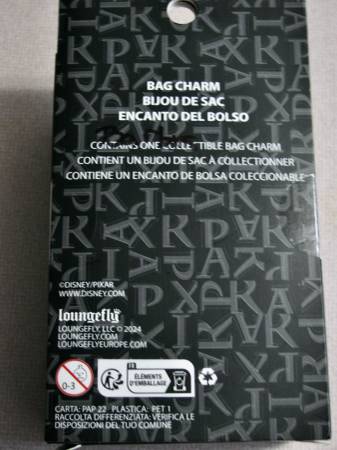 BAG CHARM
BIJOU DE SAC
ENCANTO DEL BOLSO
CONTAINS ONE COLLECTIBLE BAG CHARM
CONTIENT UN BIJOU DE SAC À COLLECTIONNER
CONTIENE UN ENCANTO DE BOLSA COLECCIONABLE
©DISNEY/PIXAR
WWW.DISNEY.COM
loungefly
LOUNGEFLY, LLC © 2024
LOUNGEFLY.COM
LOUNGEFLYEUROPE.COM
0-3
FR
ÉLÉMENTS
D'EMBALLAGE
CARTA: PAP 22 PLASTICA: PET 1
RACCOLTA DIFFERENZIATA: VERIFICA LE
DISPOSIZIONI DEL TUO COMUNE